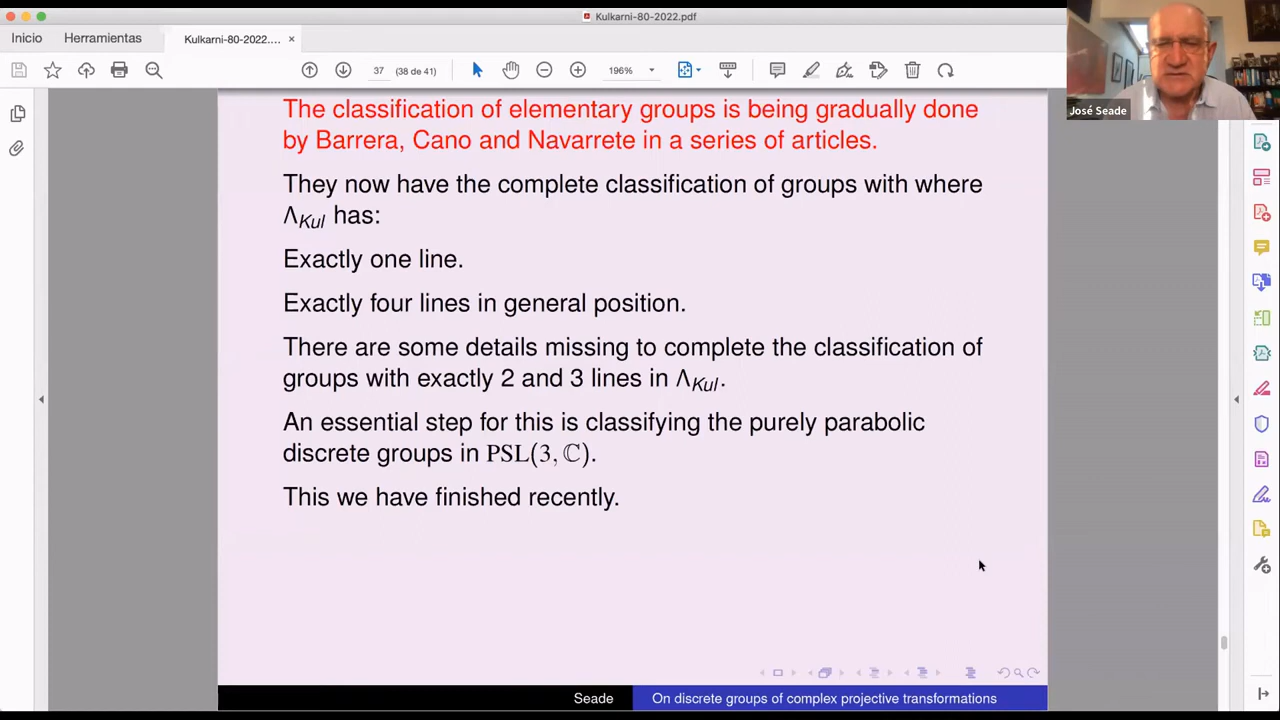 Kulkarni-80-2022.pdf
Inicio
Herramientas
Kulkarni-80-2022....
×
37
(38 de 41)
196%
José Seade
The classification of elementary groups is being gradually done
by Barrera, Cano and Navarrete in a series of articles.
They now have the complete classification of groups with where
Λ_Kul has:
Exactly one line.
Exactly four lines in general position.
There are some details missing to complete the classification of
groups with exactly 2 and 3 lines in Λ_Kul.
An essential step for this is classifying the purely parabolic
discrete groups in PSL(3, ℂ).
This we have finished recently.
Seade
On discrete groups of complex projective transformations